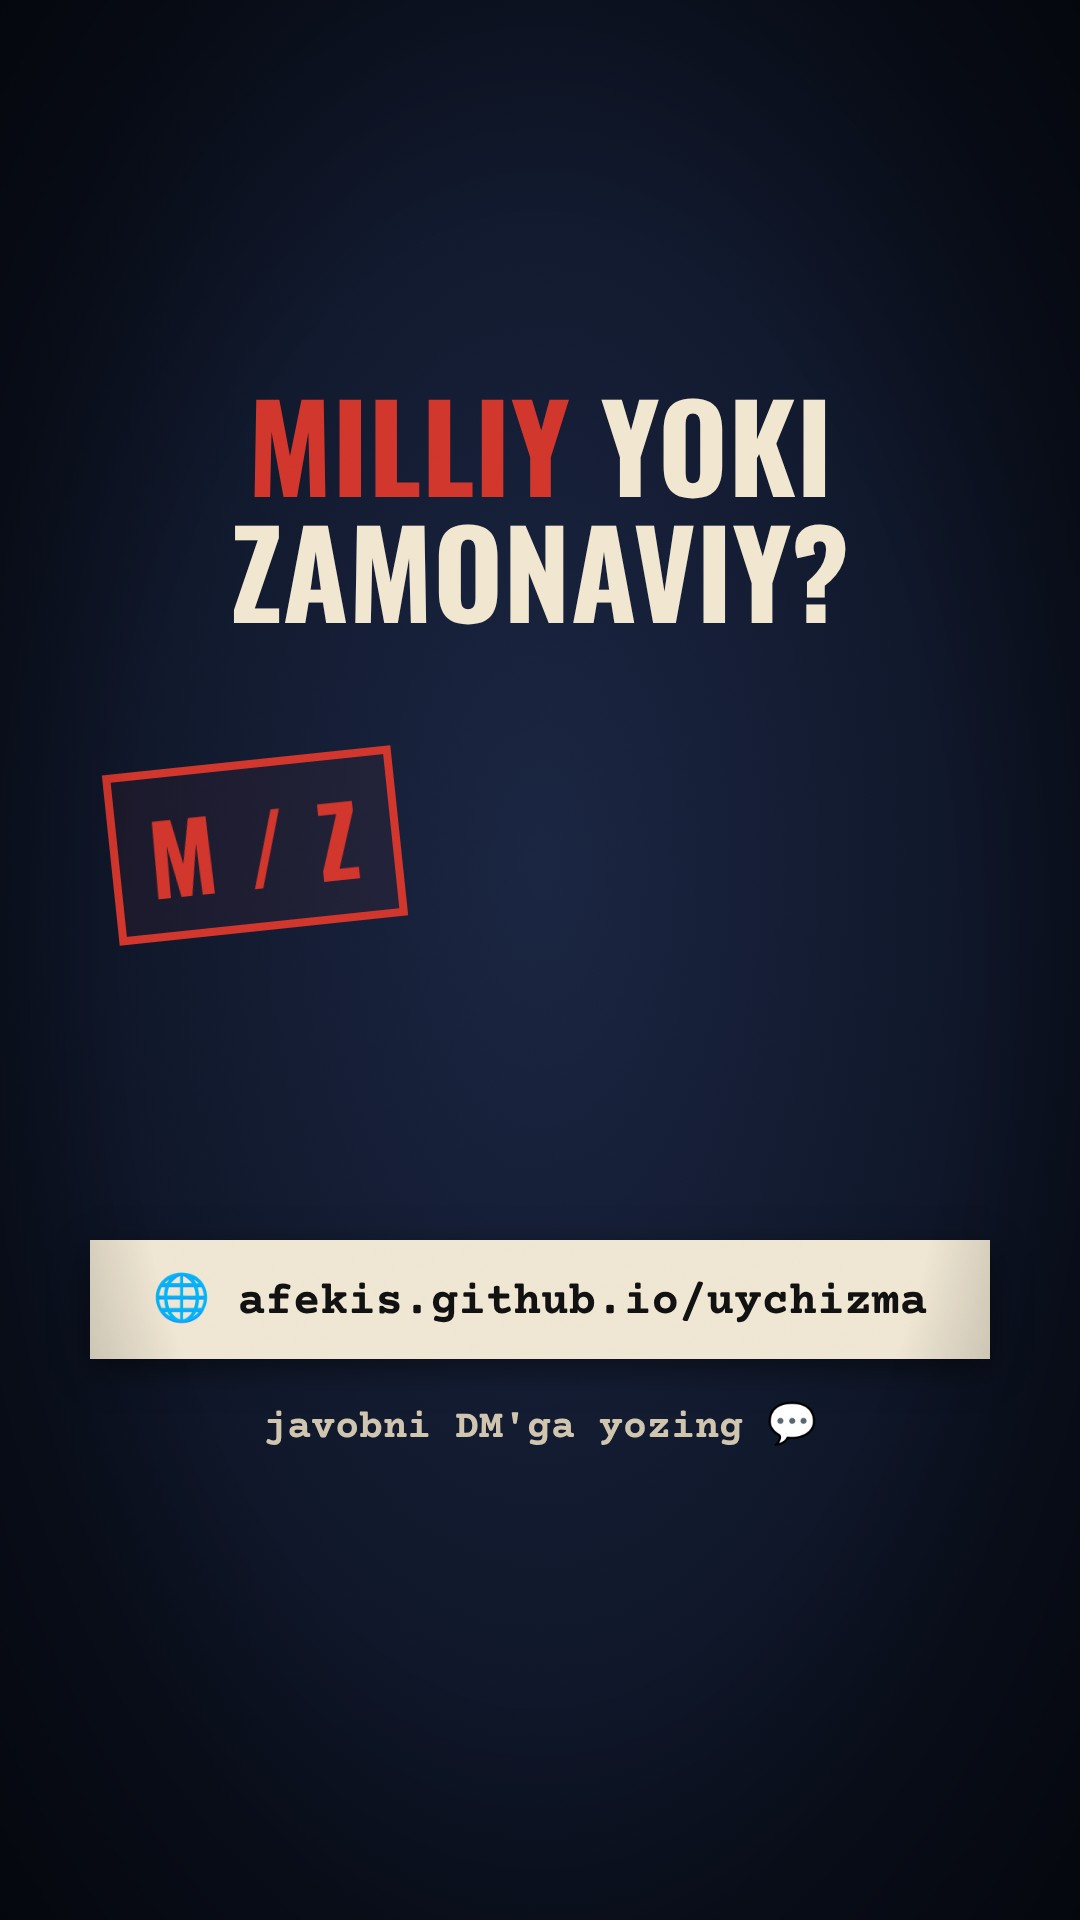 MILLIY YOKI
ZAMONAVIY?
M / Z
🌐 afekis.github.io/uychizma
javobni DM'ga yozing 💬